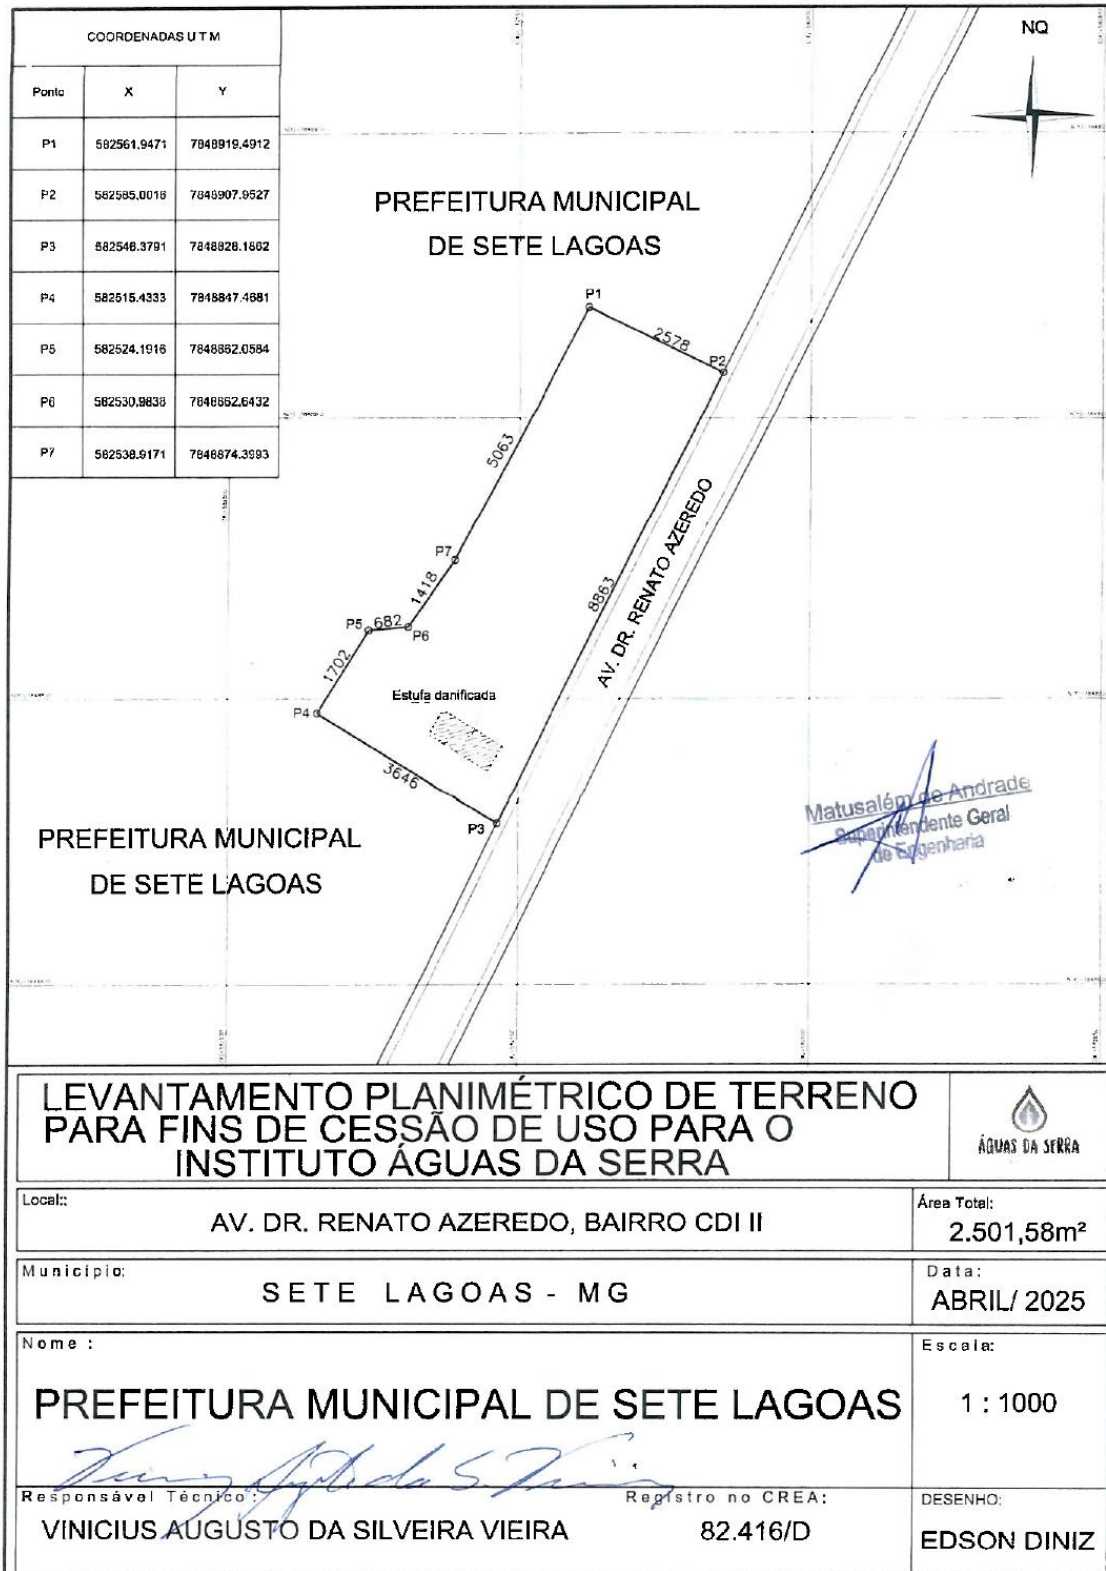 COORDENADAS U T M
Ponto X Y
P1 582561.9471 7848919.4912
P2 582585.0016 7848907.9527
P3 582546.3791 7848828.1862
P4 582515.4333 7848847.4681
P5 582524.1916 7848862.0584
P6 582530.9838 7848862.6432
P7 582538.9171 7848874.3993
NQ
PREFEITURA MUNICIPAL
DE SETE LAGOAS
P1
2578
P2
5063
P7
1418
P5
682
P6
1702
8863
AV. DR. RENATO AZEREDO
Estufa danificada
P4
3646
P3
PREFEITURA MUNICIPAL
DE SETE LAGOAS
Matusalém de Andrade
Superintendente Geral
de Engenharia
LEVANTAMENTO PLANIMÉTRICO DE TERRENO
PARA FINS DE CESSÃO DE USO PARA O
INSTITUTO ÁGUAS DA SERRA
ÁGUAS DA SERRA
Local::
AV. DR. RENATO AZEREDO, BAIRRO CDI II
Área Total:
2.501,58m²
Município:
SETE LAGOAS - MG
Data:
ABRIL/ 2025
Nome :
PREFEITURA MUNICIPAL DE SETE LAGOAS
Escala:
1 : 1000
Responsável Técnico :
VINICIUS AUGUSTO DA SILVEIRA VIEIRA
Registro no CREA:
82.416/D
DESENHO:
EDSON DINIZ